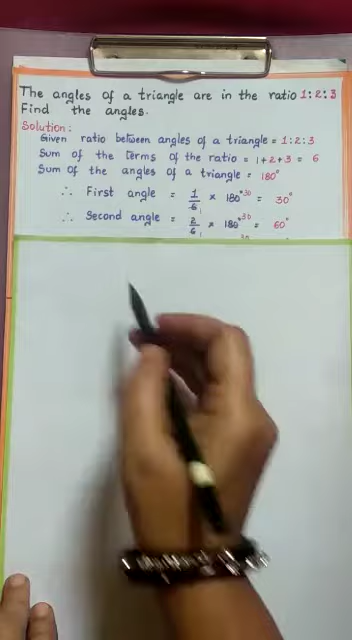 The angles of a triangle are in the ratio 1:2:3
Find the angles.
Solution:
Given ratio between angles of a triangle = 1:2:3
Sum of the terms of the ratio = 1+2+3 = 6
Sum of the angles of a triangle = 180°
∴ First angle = 1/6 × 180° 30 = 30°
∴ Second angle = 2/6 × 180° 30 = 60°